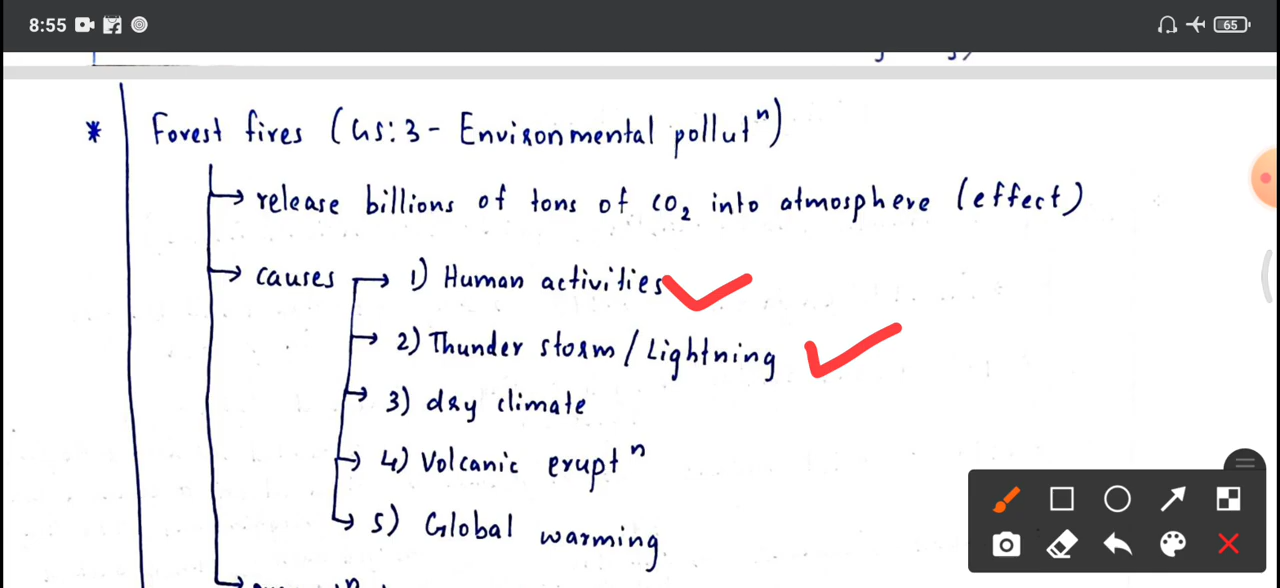 8:55
65
* Forest fires (GS:3 - Environmental pollutⁿ)
→ release billions of tons of CO₂ into atmosphere (effect)
→ causes → 1) Human activities
→ 2) Thunder storm / Lightning
→ 3) dry climate
→ 4) Volcanic eruptⁿ
→ 5) Global warming